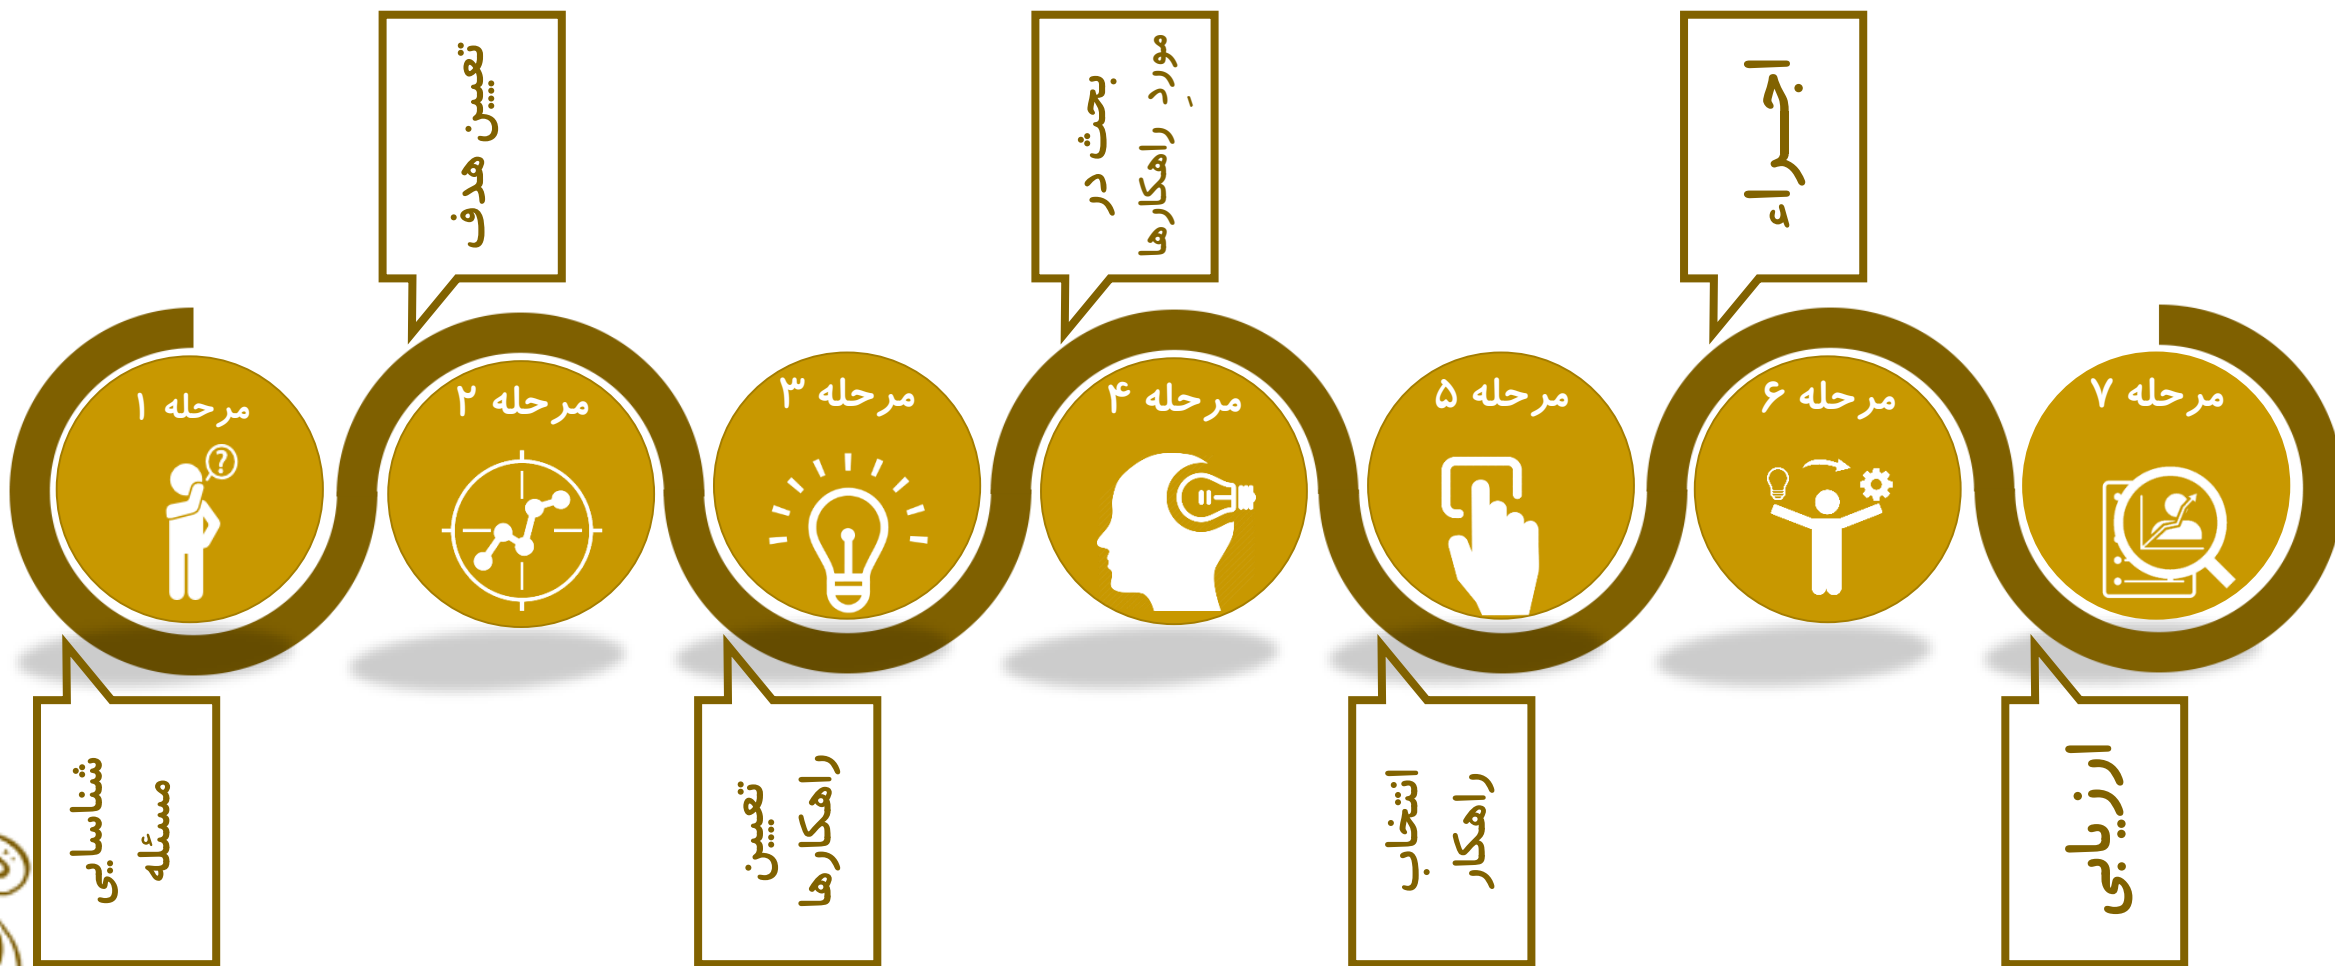 مرحله ۱
شناسایی
مسئله
مرحله ۲
تعیین هدف
مرحله ۳
تعیین
راهکارها
مرحله ۴
بحث در
موردِ راهکارها
مرحله ۵
انتخاب
راهکار
مرحله ۶
اجـــراء
مرحله ۷
ارزیابی